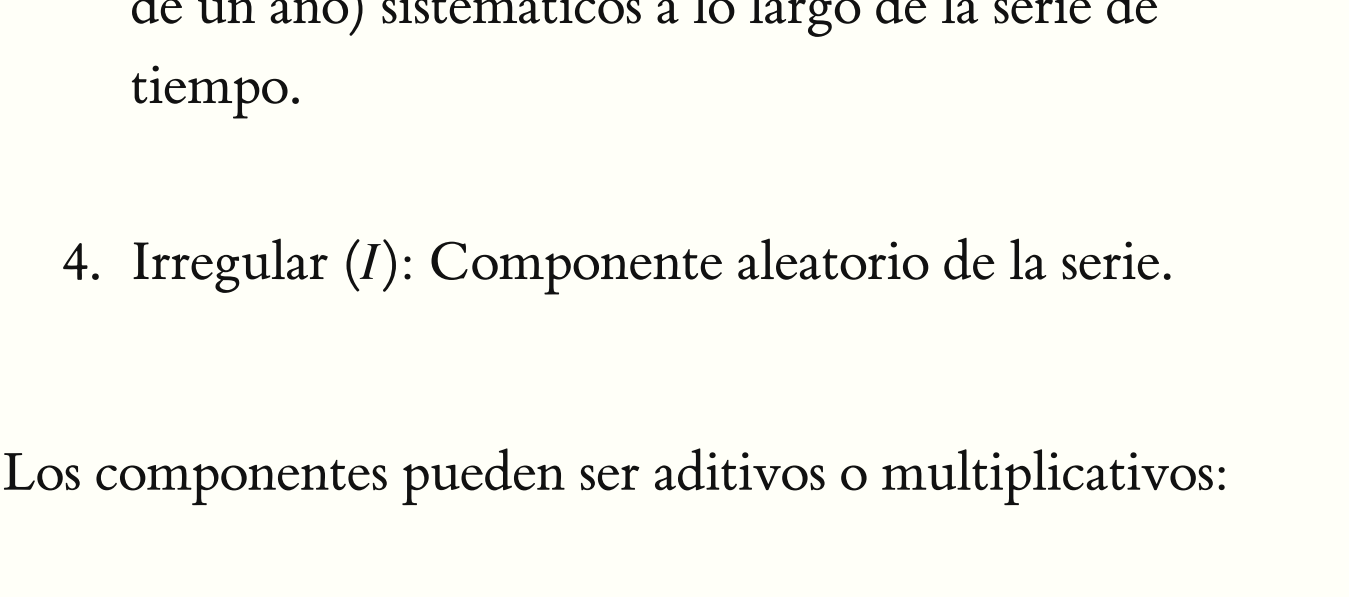 de un año) sistemáticos a lo largo de la serie de
tiempo.
4. Irregular (I): Componente aleatorio de la serie.
Los componentes pueden ser aditivos o multiplicativos: